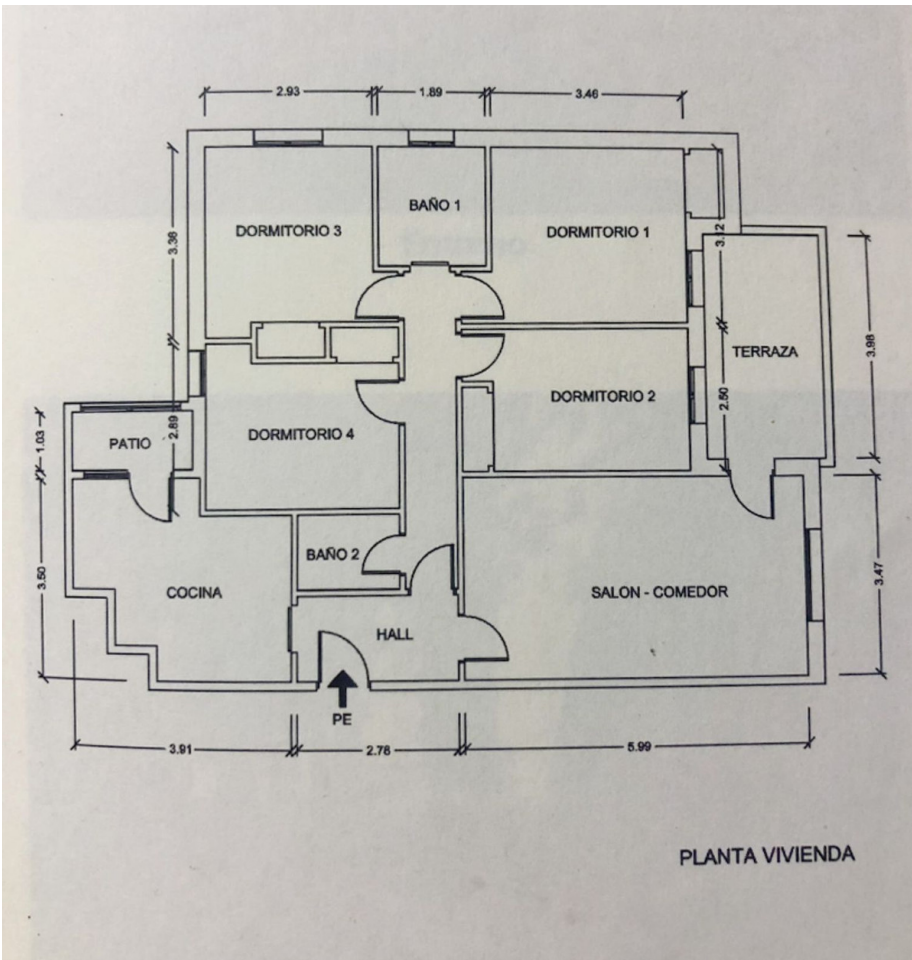 2.93
1.89
3.46
3.38
BAÑO 1
DORMITORIO 3
DORMITORIO 1
3.12
TERRAZA
3.98
DORMITORIO 2
2.50
1.03
PATIO
2.89
DORMITORIO 4
3.50
COCINA
BAÑO 2
HALL
SALON - COMEDOR
3.47
PE
3.91
2.78
5.99
PLANTA VIVIENDA